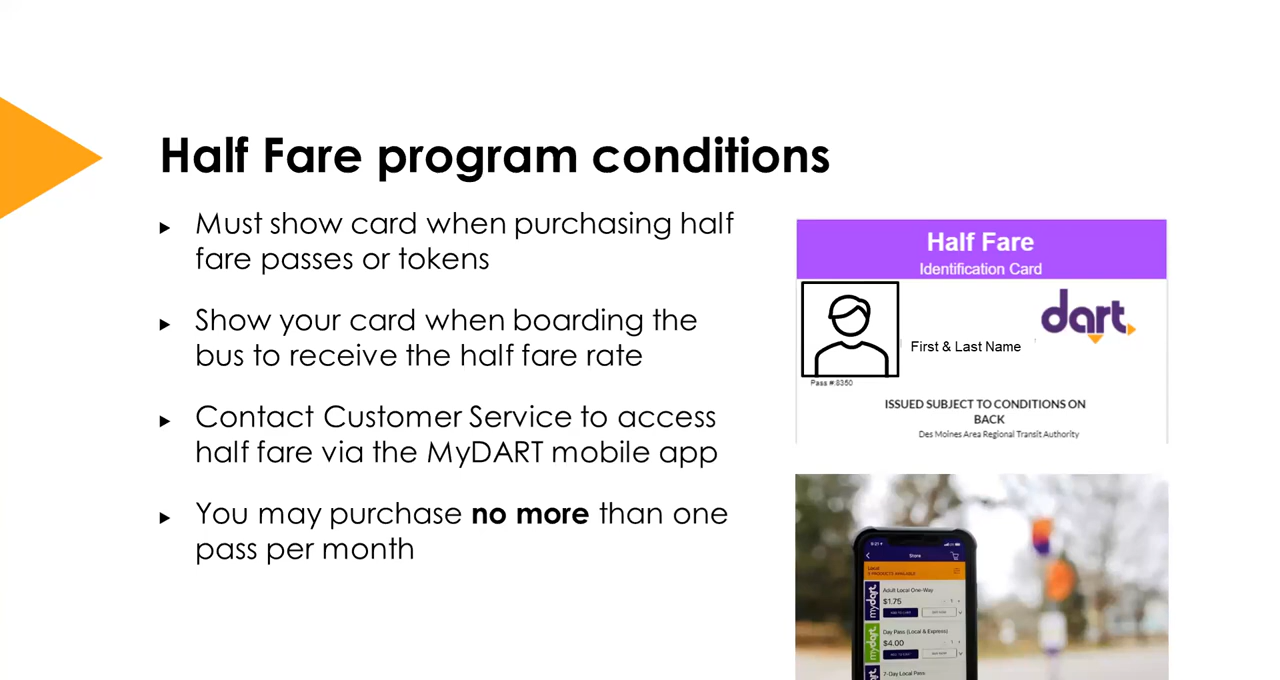 Half Fare program conditions
Must show card when purchasing half
fare passes or tokens
Show your card when boarding the
bus to receive the half fare rate
Contact Customer Service to access
half fare via the MyDART mobile app
You may purchase no more than one
pass per month
Half Fare
Identification Card
dart
First & Last Name
Pass #:8350
ISSUED SUBJECT TO CONDITIONS ON
BACK
Des Moines Area Regional Transit Authority
Store
Local
mydart
Adult Local One-Way
$1.75
mydart
Day Pass (Local & Express)
$4.00
7-Day Local Pass